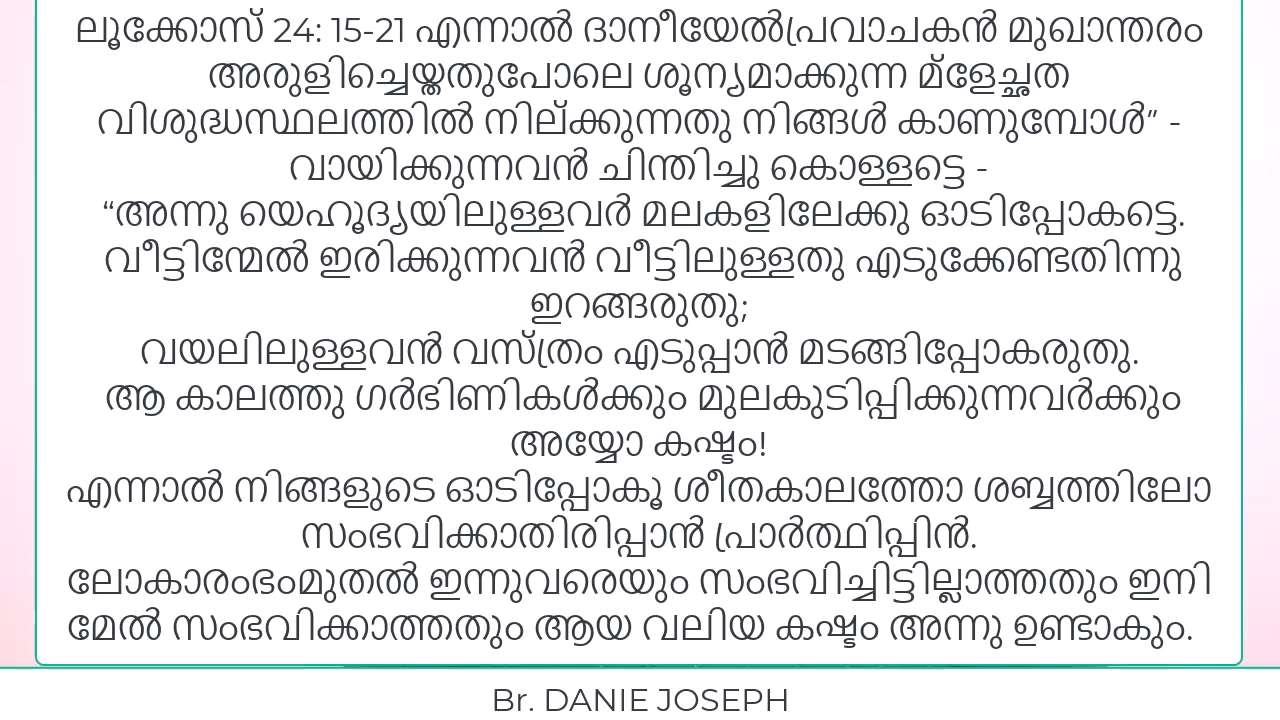 ലൂക്കോസ് 24: 15-21 എന്നാൽ ദാനീയേൽപ്രവാചകൻ മുഖാന്തരം
അരുളിച്ചെയ്തതുപോലെ ശൂന്യമാക്കുന്ന മ്ളേച്ഛത
വിശുദ്ധസ്ഥലത്തിൽ നില്ക്കുന്നതു നിങ്ങൾ കാണുമ്പോൾ” -
വായിക്കുന്നവൻ ചിന്തിച്ചു കൊള്ളട്ടെ -
“അന്നു യെഹൂദ്യയിലുള്ളവർ മലകളിലേക്കു ഓടിപ്പോകട്ടെ.
വീട്ടിന്മേൽ ഇരിക്കുന്നവൻ വീട്ടിലുള്ളതു എടുക്കേണ്ടതിന്നു
ഇറങ്ങരുതു;
വയലിലുള്ളവൻ വസ്ത്രം എടുപ്പാൻ മടങ്ങിപ്പോകരുതു.
ആ കാലത്തു ഗർഭിണികൾക്കും മുലകുടിപ്പിക്കുന്നവർക്കും
അയ്യോ കഷ്ടം!
എന്നാൽ നിങ്ങളുടെ ഓടിപ്പോകൂ ശീതകാലത്തോ ശബ്ബത്തിലോ
സംഭവിക്കാതിരിപ്പാൻ പ്രാർത്ഥിപ്പിൻ.
ലോകാരംഭംമുതൽ ഇന്നുവരെയും സംഭവിച്ചിട്ടില്ലാത്തതും ഇനി
മേൽ സംഭവിക്കാത്തതും ആയ വലിയ കഷ്ടം അന്നു ഉണ്ടാകും.
Br. DANIE JOSEPH